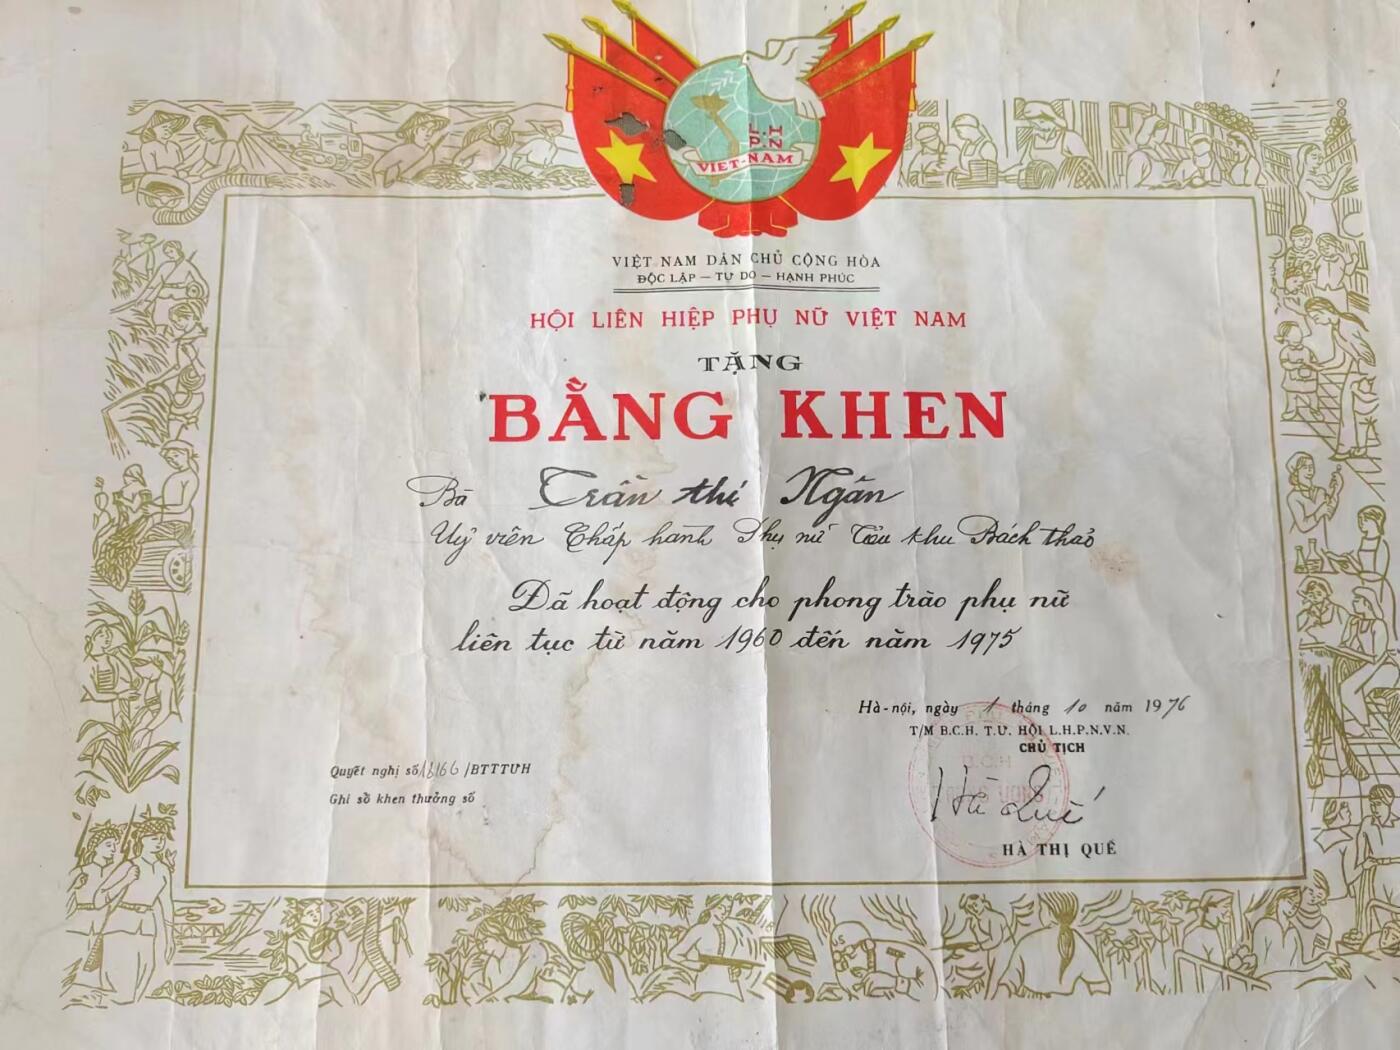 L.H
P.N
VIET-NAM
VIỆT NAM DÂN CHỦ CỘNG HÒA
ĐỘC LẬP — TỰ DO — HẠNH PHÚC
HỘI LIÊN HIỆP PHỤ NỮ VIỆT NAM
TẶNG
BẰNG KHEN
Bà Trần thị Ngân
Uỷ viên Chấp hành Phụ nữ Tiểu khu Bách thảo
Đã hoạt động cho phong trào phụ nữ
liên tục từ năm 1960 đến năm 1975
Hà-nội, ngày 1 tháng 10 năm 1976
T/M B.C.H. T.Ư. HỘI L.H.P.N.V.N.
CHỦ TỊCH
B.C.H
Hà Quế
HÀ THỊ QUẾ
Quyết nghị số /BTTTƯH
Ghi sổ khen thưởng số